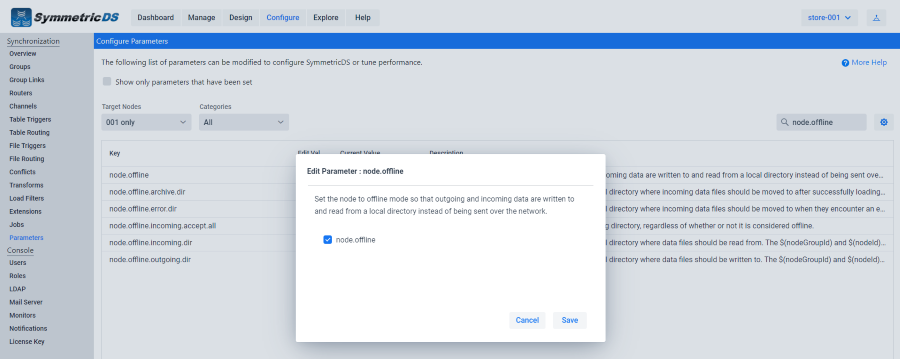 SymmetricDS Dashboard Manage Design Configure Explore Help store-001
Synchronization
Overview
Groups
Group Links
Routers
Channels
Table Triggers
Table Routing
File Triggers
File Routing
Conflicts
Transforms
Load Filters
Extensions
Jobs
Parameters
Console
Users
Roles
LDAP
Mail Server
Monitors
Notifications
License Key
Configure Parameters
The following list of parameters can be modified to configure SymmetricDS or tune performance. More Help
Show only parameters that have been set
Target Nodes Categories
001 only All node.offline
Key Edit Val Current Value Description
node.offline oming data are written to and read from a local directory instead of being sent ove...
node.offline.archive.dir l directory where incoming data files should be moved to after successfully loading...
node.offline.error.dir l directory where incoming data files should be moved to when they encounter an e...
node.offline.incoming.accept.all ng directory, regardless of whether or not it is considered offline.
node.offline.incoming.dir l directory where data files should be read from. The $(nodeGroupId) and $(nodeId)...
node.offline.outgoing.dir l directory where data files should be written to. The $(nodeGroupId) and $(nodeId)...
Edit Parameter : node.offline
Set the node to offline mode so that outgoing and incoming data are written to
and read from a local directory instead of being sent over the network.
node.offline
Cancel Save